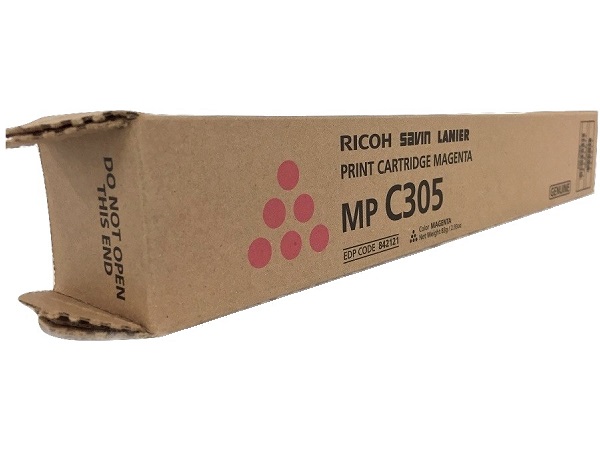 DO NOT OPEN
THIS END
RICOH Savin LANIER
PRINT CARTRIDGE MAGENTA
MP C305
EDP CODE 842121
Color MAGENTA
GENUINE